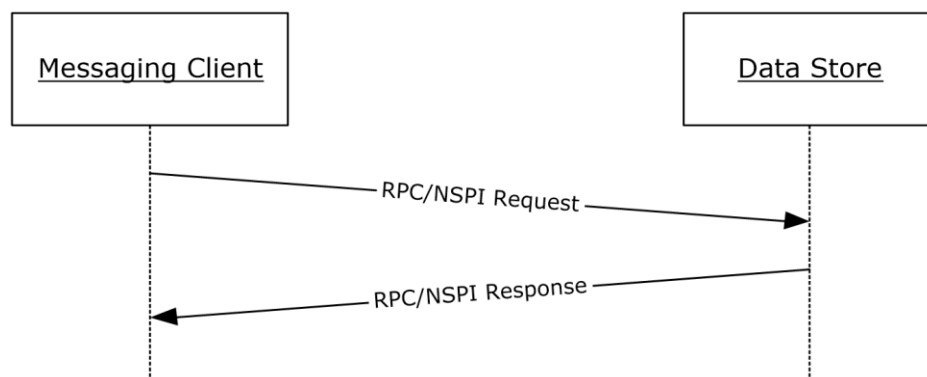 Messaging Client
Data Store
RPC/NSPI Request
RPC/NSPI Response